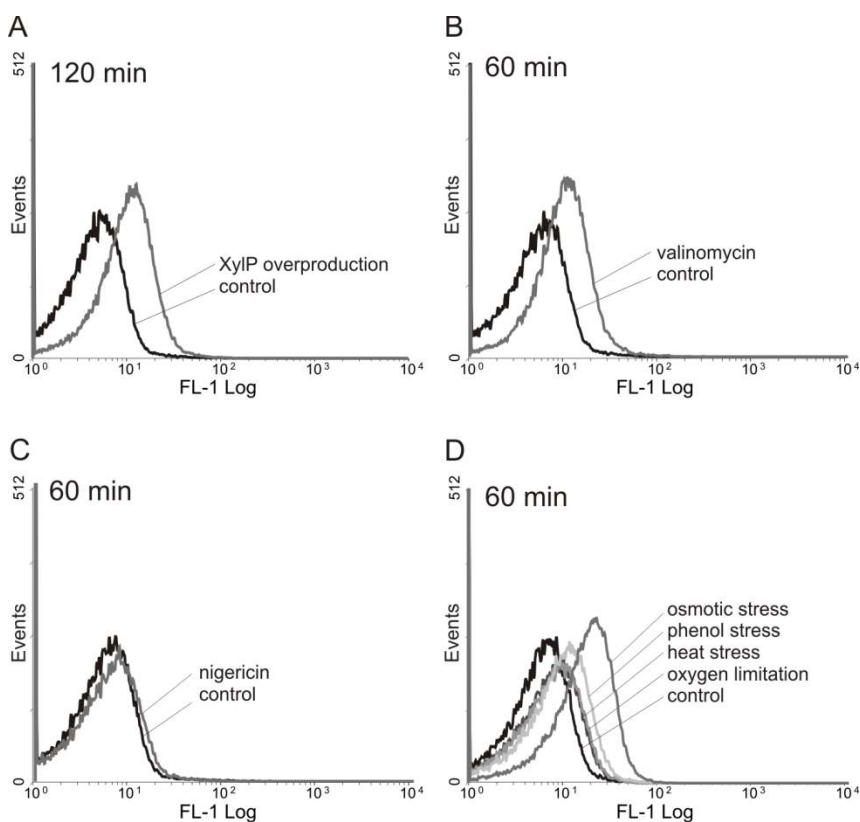 A
512
120 min
Events
XylP overproduction
control
0
10⁰ 10¹ 10² 10³ 10⁴
FL-1 Log
B
512
60 min
Events
valinomycin
control
0
10⁰ 10¹ 10² 10³ 10⁴
FL-1 Log
C
512
60 min
Events
nigericin
control
0
10⁰ 10¹ 10² 10³ 10⁴
FL-1 Log
D
512
60 min
Events
osmotic stress
phenol stress
heat stress
oxygen limitation
control
0
10⁰ 10¹ 10² 10³ 10⁴
FL-1 Log